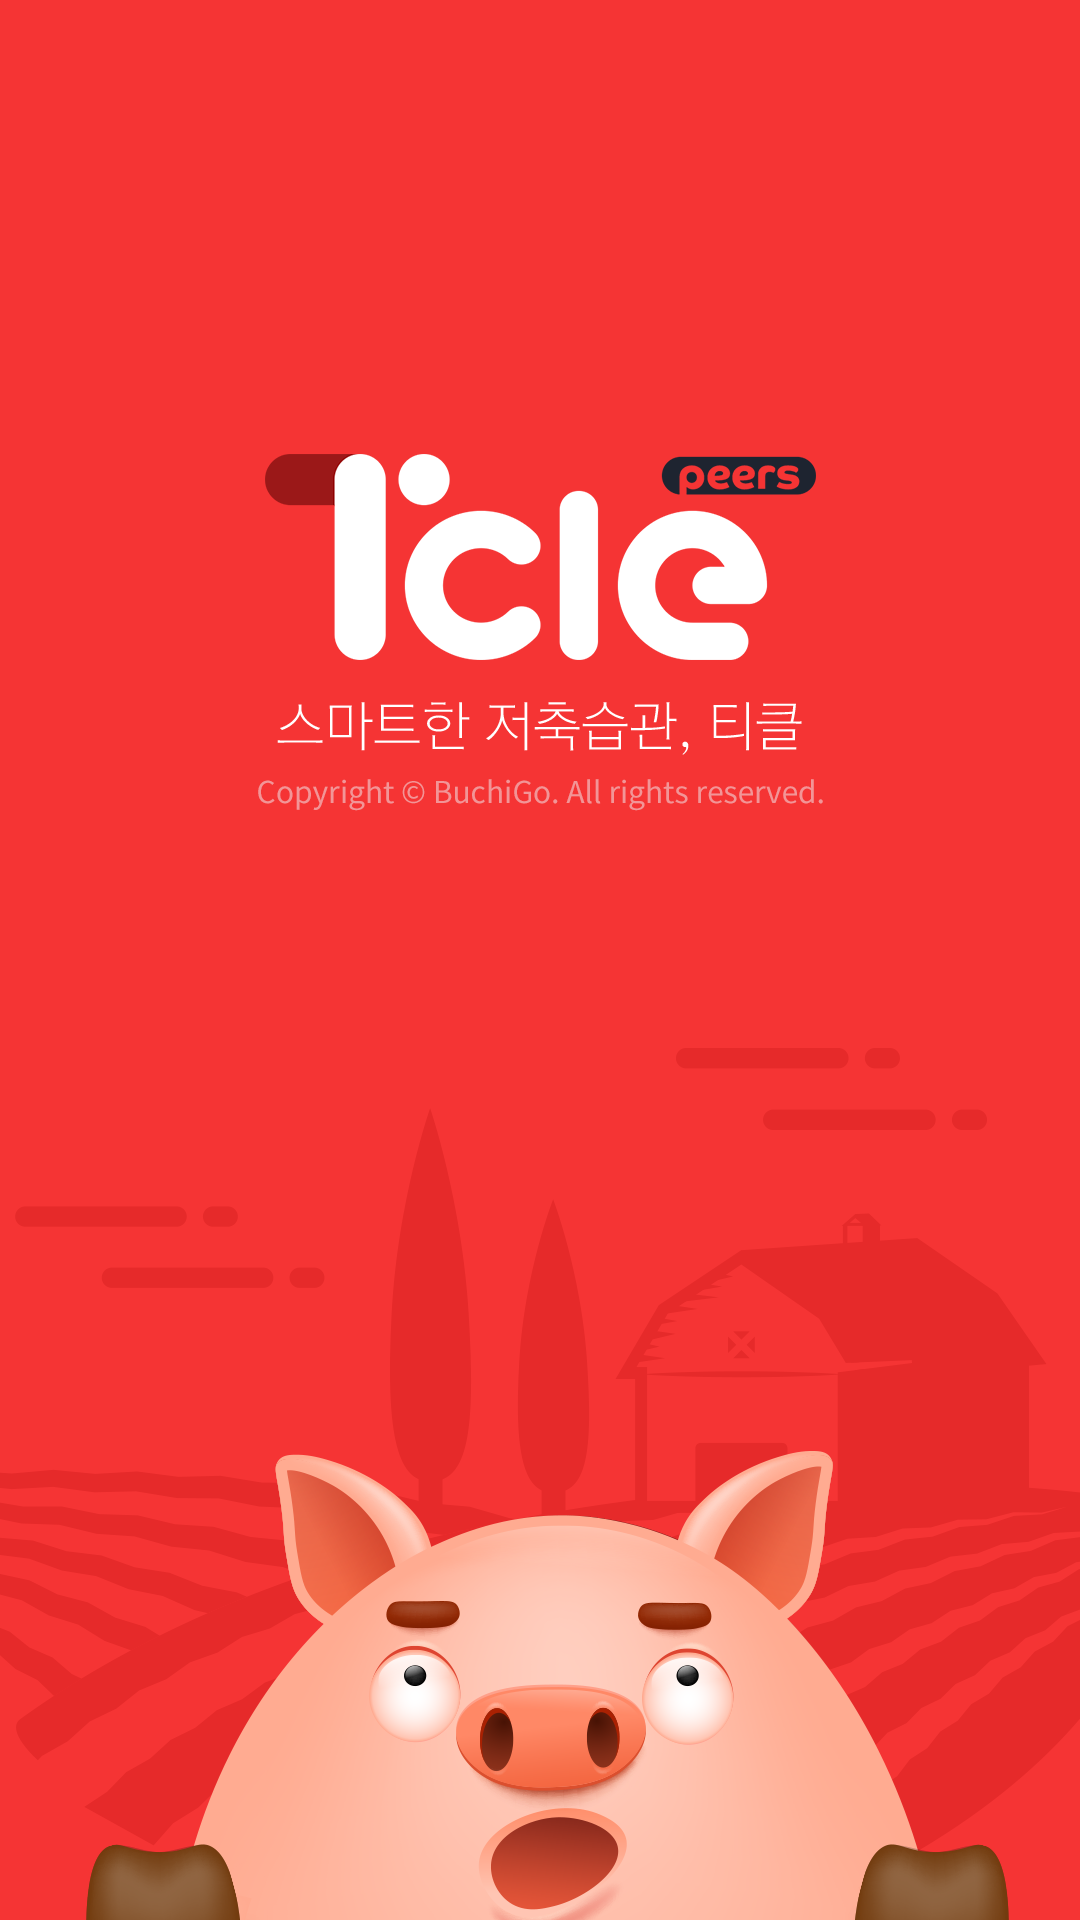 Ticle peers
스마트한 저축습관, 티클
Copyright © BuchiGo. All rights reserved.